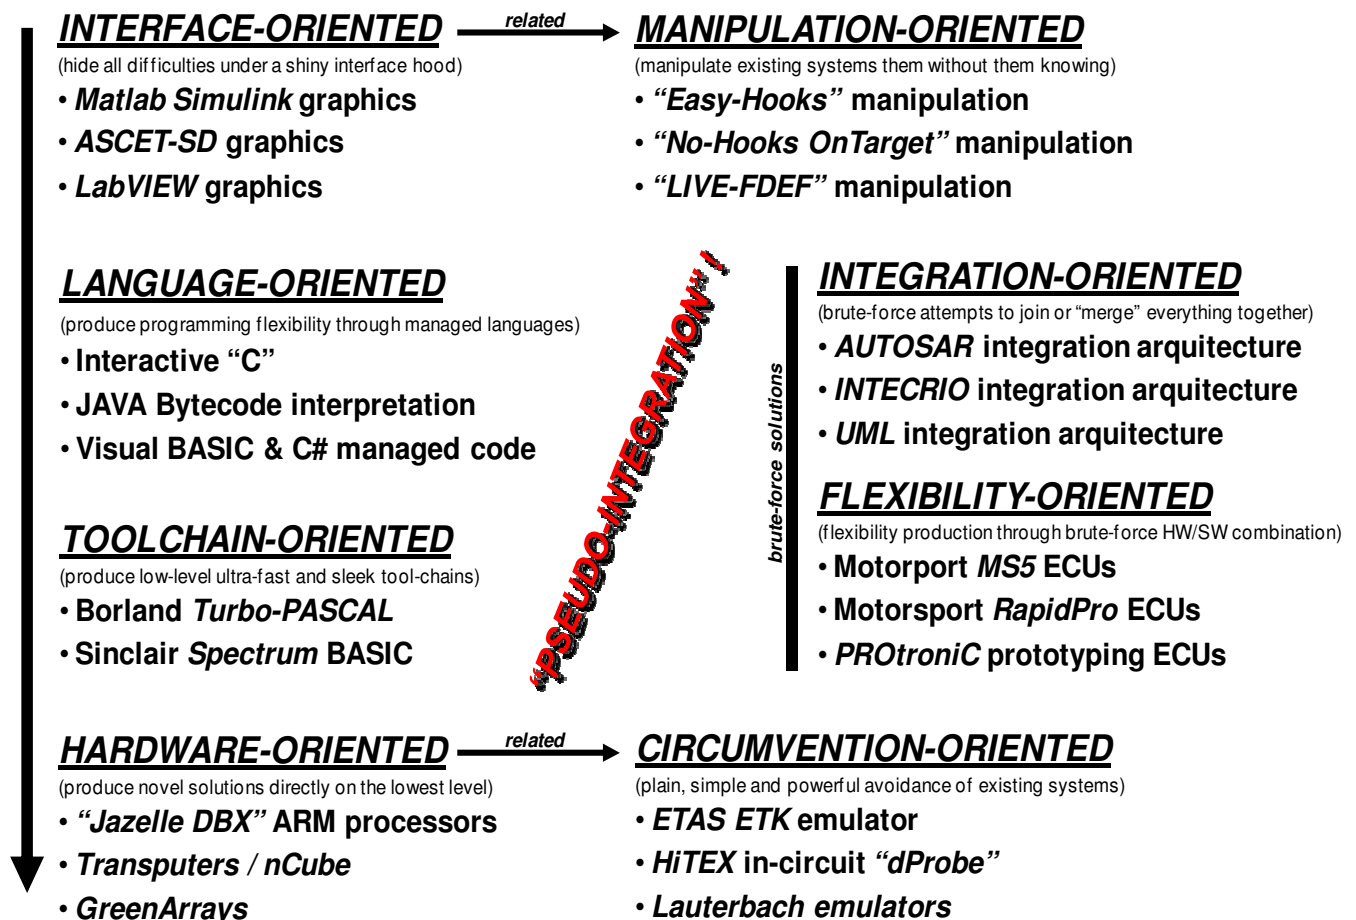 INTERFACE-ORIENTED
(hide all difficulties under a shiny interface hood)
• Matlab Simulink graphics
• ASCET-SD graphics
• LabVIEW graphics
related
MANIPULATION-ORIENTED
(manipulate existing systems them without them knowing)
• “Easy-Hooks” manipulation
• “No-Hooks OnTarget” manipulation
• “LIVE-FDEF” manipulation
LANGUAGE-ORIENTED
(produce programming flexibility through managed languages)
• Interactive “C”
• JAVA Bytecode interpretation
• Visual BASIC & C# managed code
TOOLCHAIN-ORIENTED
(produce low-level ultra-fast and sleek tool-chains)
• Borland Turbo-PASCAL
• Sinclair Spectrum BASIC
“PSEUDO-INTEGRATION” !
brute-force solutions
INTEGRATION-ORIENTED
(brute-force attempts to join or “merge” everything together)
• AUTOSAR integration arquitecture
• INTECRIO integration arquitecture
• UML integration arquitecture
FLEXIBILITY-ORIENTED
(flexibility production through brute-force HW/SW combination)
• Motorport MS5 ECUs
• Motorsport RapidPro ECUs
• PROtroniC prototyping ECUs
HARDWARE-ORIENTED
(produce novel solutions directly on the lowest level)
• “Jazelle DBX” ARM processors
• Transputers / nCube
• GreenArrays
related
CIRCUMVENTION-ORIENTED
(plain, simple and powerful avoidance of existing systems)
• ETAS ETK emulator
• HiTEX in-circuit “dProbe”
• Lauterbach emulators